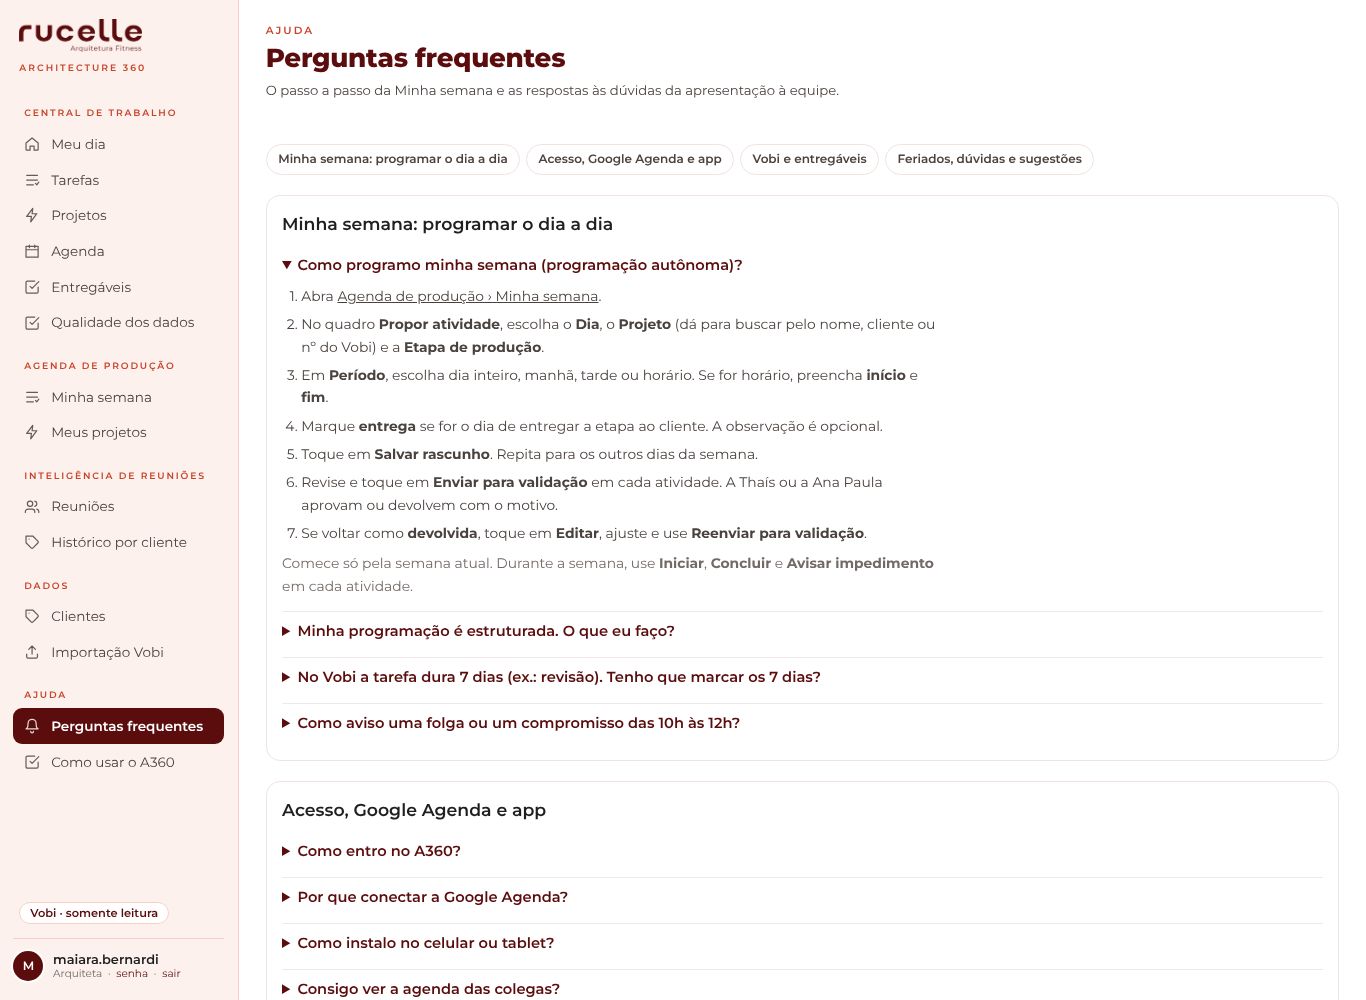 rucelle
Arquitetura Fitness
ARCHITECTURE 360
CENTRAL DE TRABALHO
Meu dia
Tarefas
Projetos
Agenda
Entregáveis
Qualidade dos dados
AGENDA DE PRODUÇÃO
Minha semana
Meus projetos
INTELIGÊNCIA DE REUNIÕES
Reuniões
Histórico por cliente
DADOS
Clientes
Importação Vobi
AJUDA
Perguntas frequentes
Como usar o A360
Vobi · somente leitura
M
maiara.bernardi
Arquiteta · senha · sair
AJUDA
Perguntas frequentes
O passo a passo da Minha semana e as respostas às dúvidas da apresentação à equipe.
Minha semana: programar o dia a dia
Acesso, Google Agenda e app
Vobi e entregáveis
Feriados, dúvidas e sugestões
Minha semana: programar o dia a dia
Como programo minha semana (programação autônoma)?
1. Abra Agenda de produção › Minha semana.
2. No quadro Propor atividade, escolha o Dia, o Projeto (dá para buscar pelo nome, cliente ou
nº do Vobi) e a Etapa de produção.
3. Em Período, escolha dia inteiro, manhã, tarde ou horário. Se for horário, preencha início e
fim.
4. Marque entrega se for o dia de entregar a etapa ao cliente. A observação é opcional.
5. Toque em Salvar rascunho. Repita para os outros dias da semana.
6. Revise e toque em Enviar para validação em cada atividade. A Thaís ou a Ana Paula
aprovam ou devolvem com o motivo.
7. Se voltar como devolvida, toque em Editar, ajuste e use Reenviar para validação.
Comece só pela semana atual. Durante a semana, use Iniciar, Concluir e Avisar impedimento
em cada atividade.
Minha programação é estruturada. O que eu faço?
No Vobi a tarefa dura 7 dias (ex.: revisão). Tenho que marcar os 7 dias?
Como aviso uma folga ou um compromisso das 10h às 12h?
Acesso, Google Agenda e app
Como entro no A360?
Por que conectar a Google Agenda?
Como instalo no celular ou tablet?
Consigo ver a agenda das colegas?